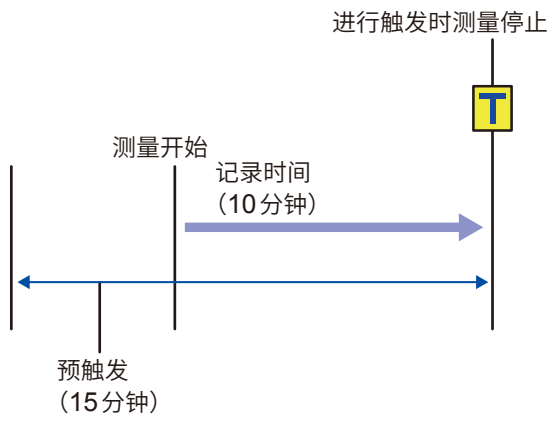 进行触发时测量停止
T
测量开始
记录时间
（10分钟）
预触发
（15分钟）